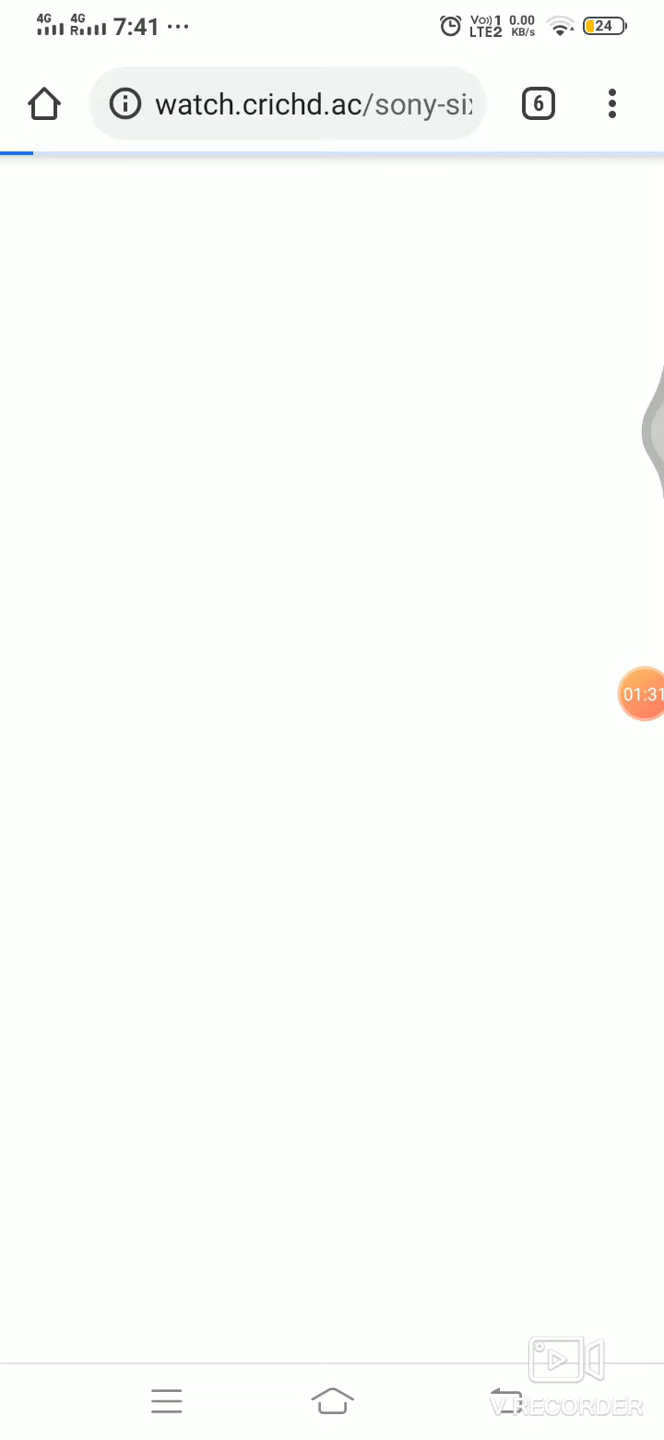 4G 4G R 7:41 ··· Vo)) 1 LTE2 0.00 KB/s 24
watch.crichd.ac/sony-six 6
01:31
V RECORDER